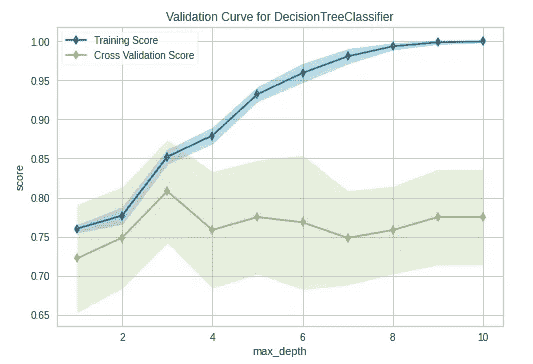 Validation Curve for DecisionTreeClassifier
Training Score
Cross Validation Score
1.00
0.95
0.90
0.85
0.80
0.75
0.70
0.65
score
2 4 6 8 10
max_depth